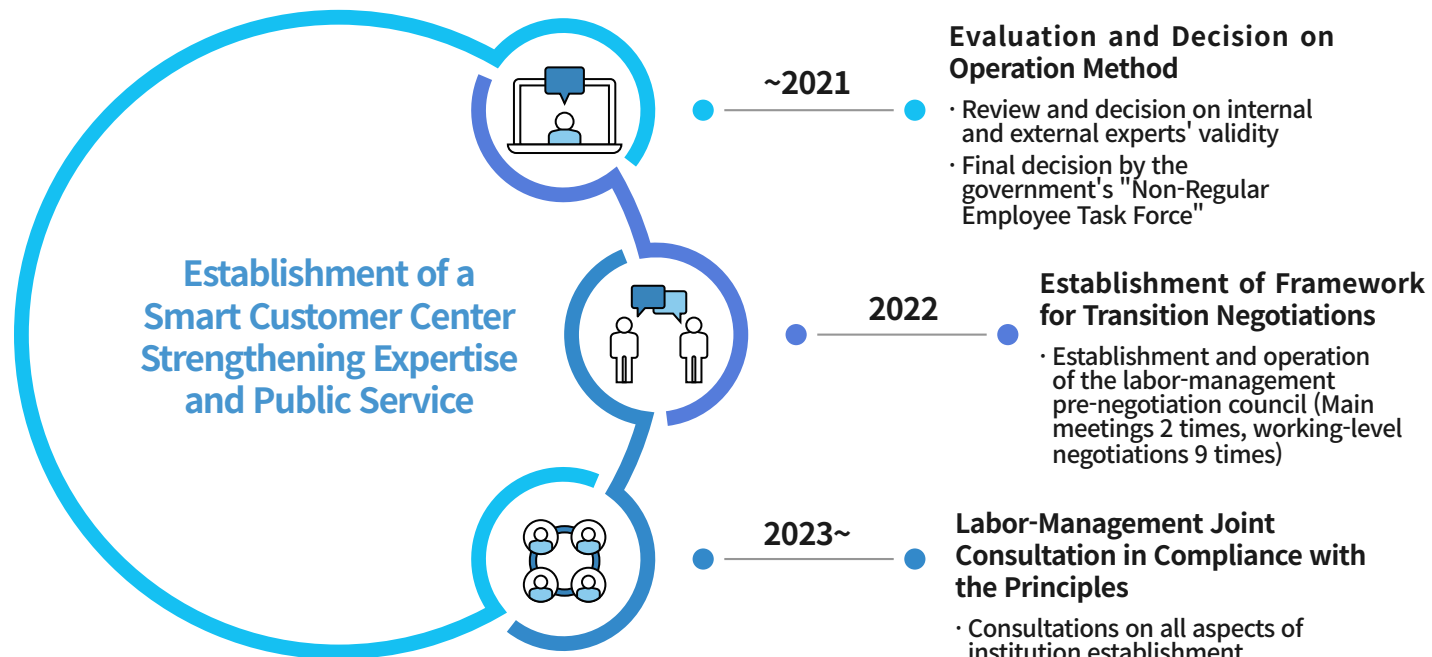 Establishment of a
Smart Customer Center
Strengthening Expertise
and Public Service
~2021
Evaluation and Decision on
Operation Method
· Review and decision on internal
and external experts' validity
· Final decision by the
government's "Non-Regular
Employee Task Force"
2022
Establishment of Framework
for Transition Negotiations
· Establishment and operation
of the labor-management
pre-negotiation council (Main
meetings 2 times, working-level
negotiations 9 times)
2023~
Labor-Management Joint
Consultation in Compliance with
the Principles
· Consultations on all aspects of
institution establishment